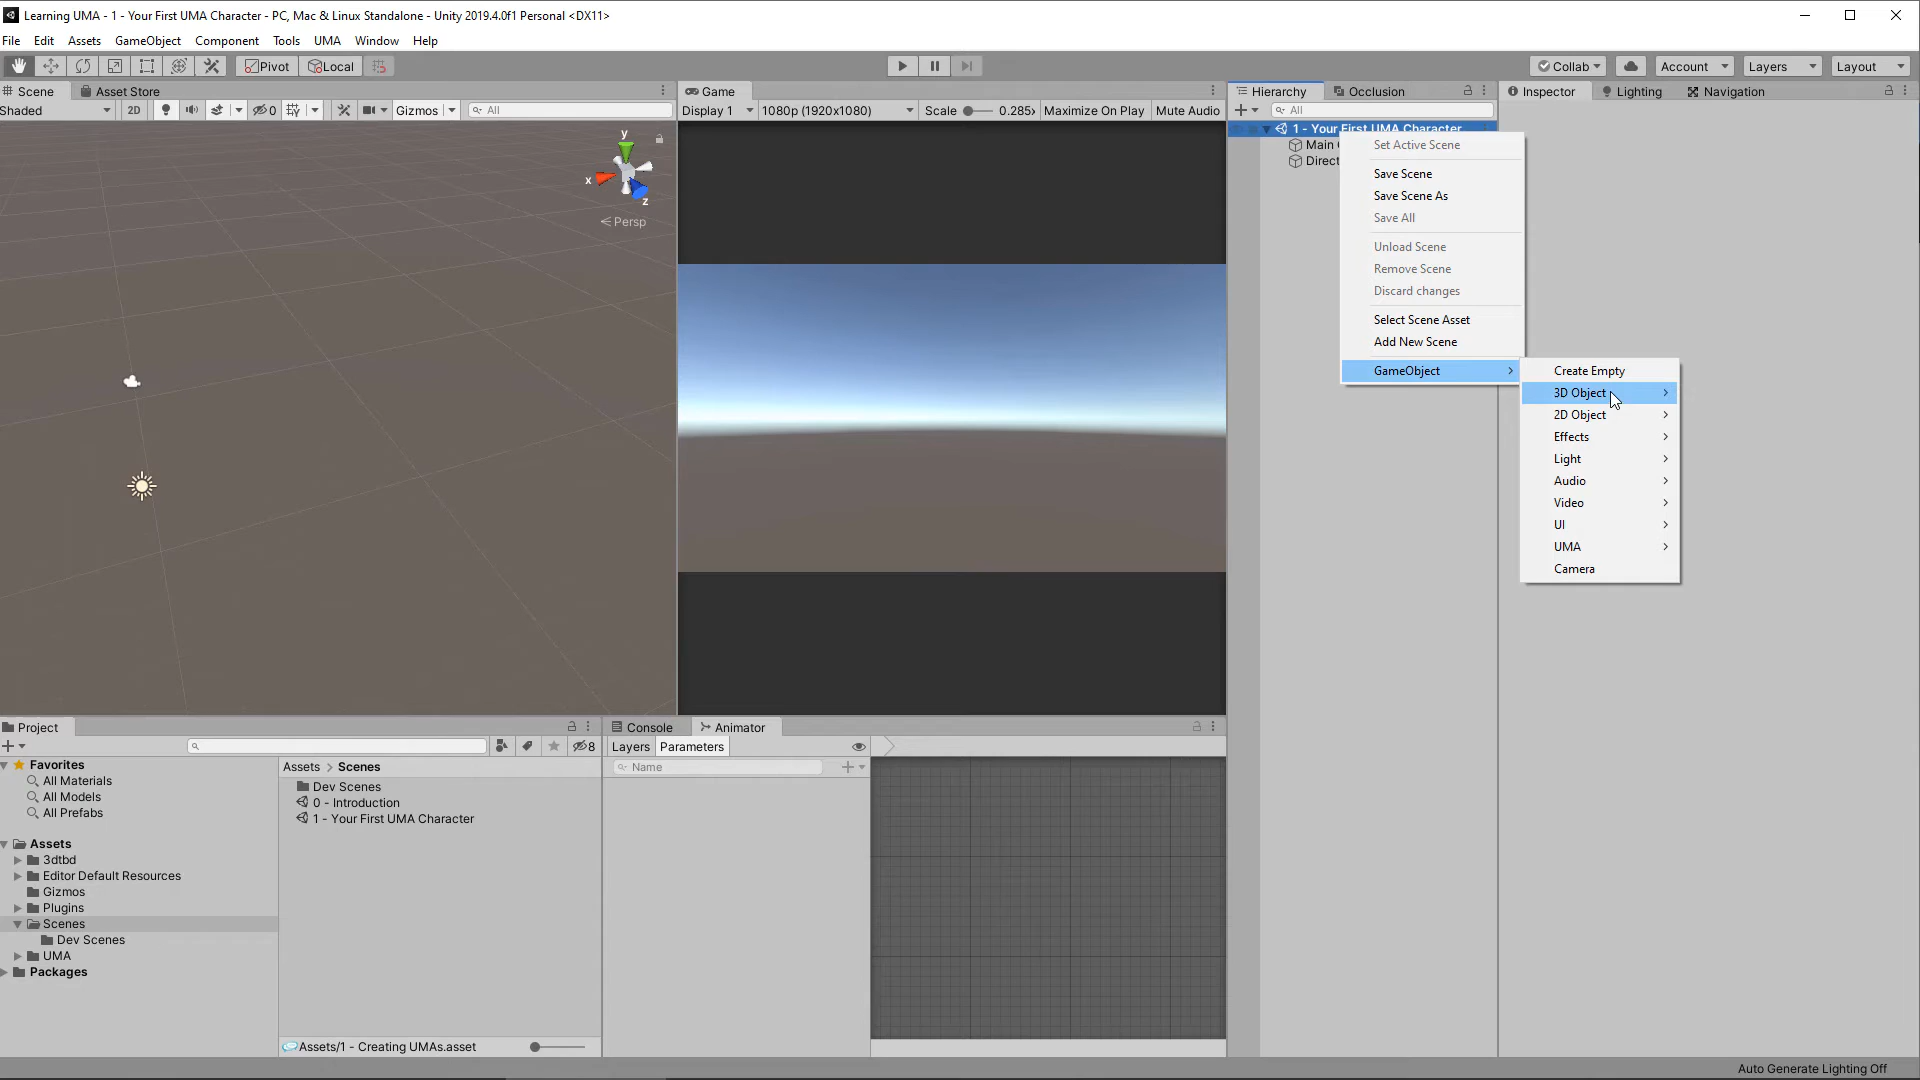 Learning UMA - 1 - Your First UMA Character - PC, Mac & Linux Standalone - Unity 2019.4.0f1 Personal <DX11>
File Edit Assets GameObject Component Tools UMA Window Help
Pivot Local Collab Account Layers Layout
Scene Asset Store
Shaded 2D 0 Gizmos All
y
x
z
Persp
Game
Display 1 1080p (1920x1080) Scale 0.285x Maximize On Play Mute Audio
Hierarchy Occlusion
All
1 - Your First UMA Character
Main
Direct
Set Active Scene
Save Scene
Save Scene As
Save All
Unload Scene
Remove Scene
Discard changes
Select Scene Asset
Add New Scene
GameObject
Create Empty
3D Object
2D Object
Effects
Light
Audio
Video
UI
UMA
Camera
Inspector Lighting Navigation
Project
8
Favorites
All Materials
All Models
All Prefabs
Assets
3dtbd
Editor Default Resources
Gizmos
Plugins
Scenes
Dev Scenes
UMA
Packages
Assets > Scenes
Dev Scenes
0 - Introduction
1 - Your First UMA Character
Assets/1 - Creating UMAs.asset
Console Animator
Layers Parameters
Name
Auto Generate Lighting Off